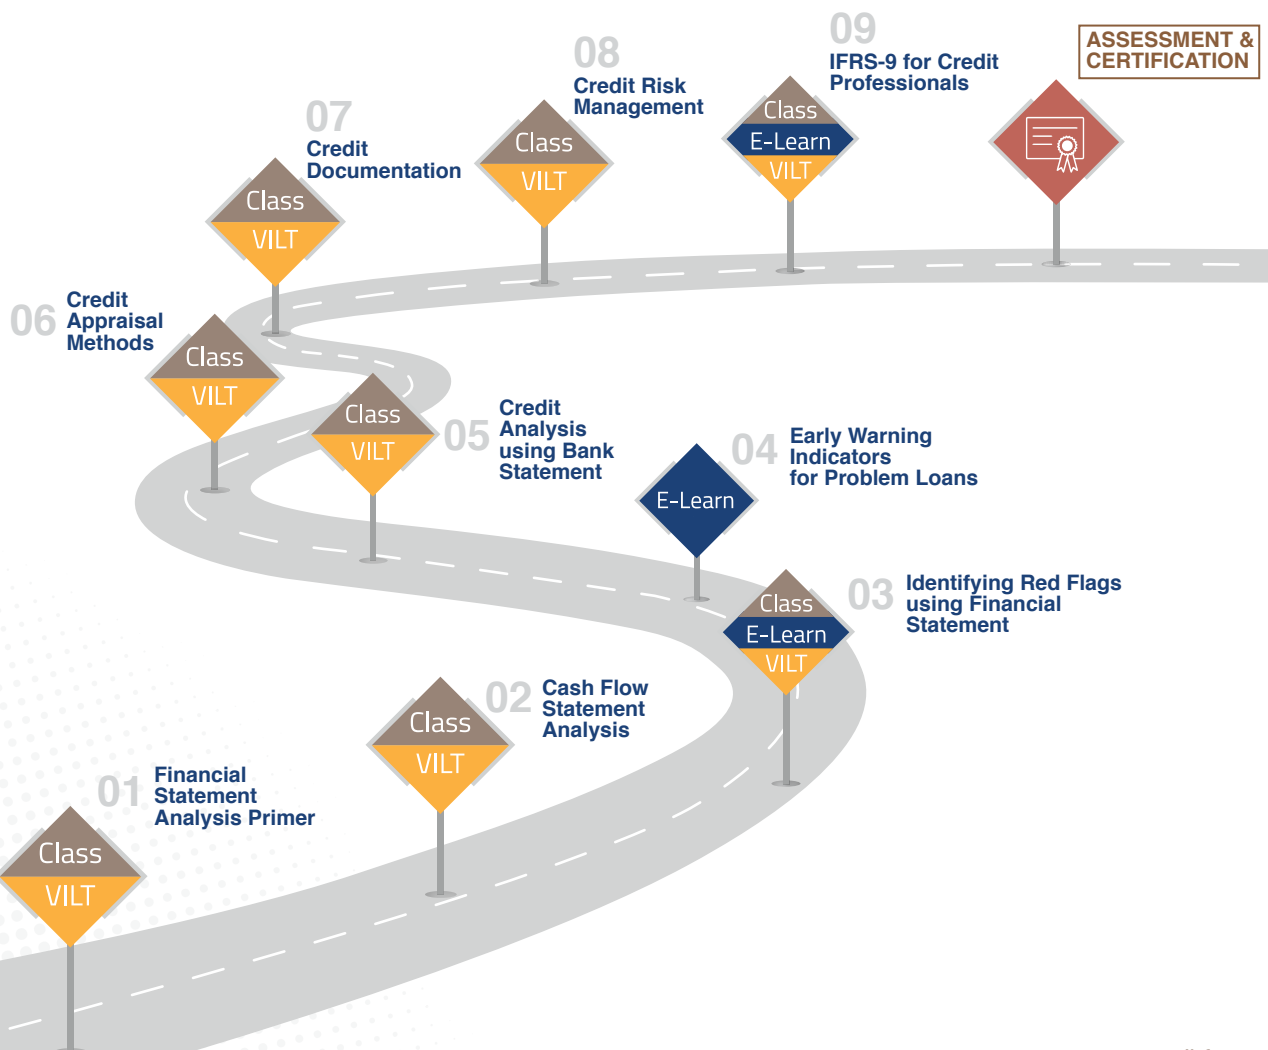 09
IFRS-9 for Credit
Professionals
ASSESSMENT &
CERTIFICATION
08
Credit Risk
Management
Class
E-Learn
VILT
07
Credit
Documentation
Class
VILT
Class
VILT
06
Credit
Appraisal
Methods
Class
VILT
05
Credit
Analysis
using Bank
Statement
Class
VILT
04
Early Warning
Indicators
for Problem Loans
E-Learn
03
Identifying Red Flags
using Financial
Statement
Class
E-Learn
VILT
02
Cash Flow
Statement
Analysis
Class
VILT
01
Financial
Statement
Analysis Primer
Class
VILT